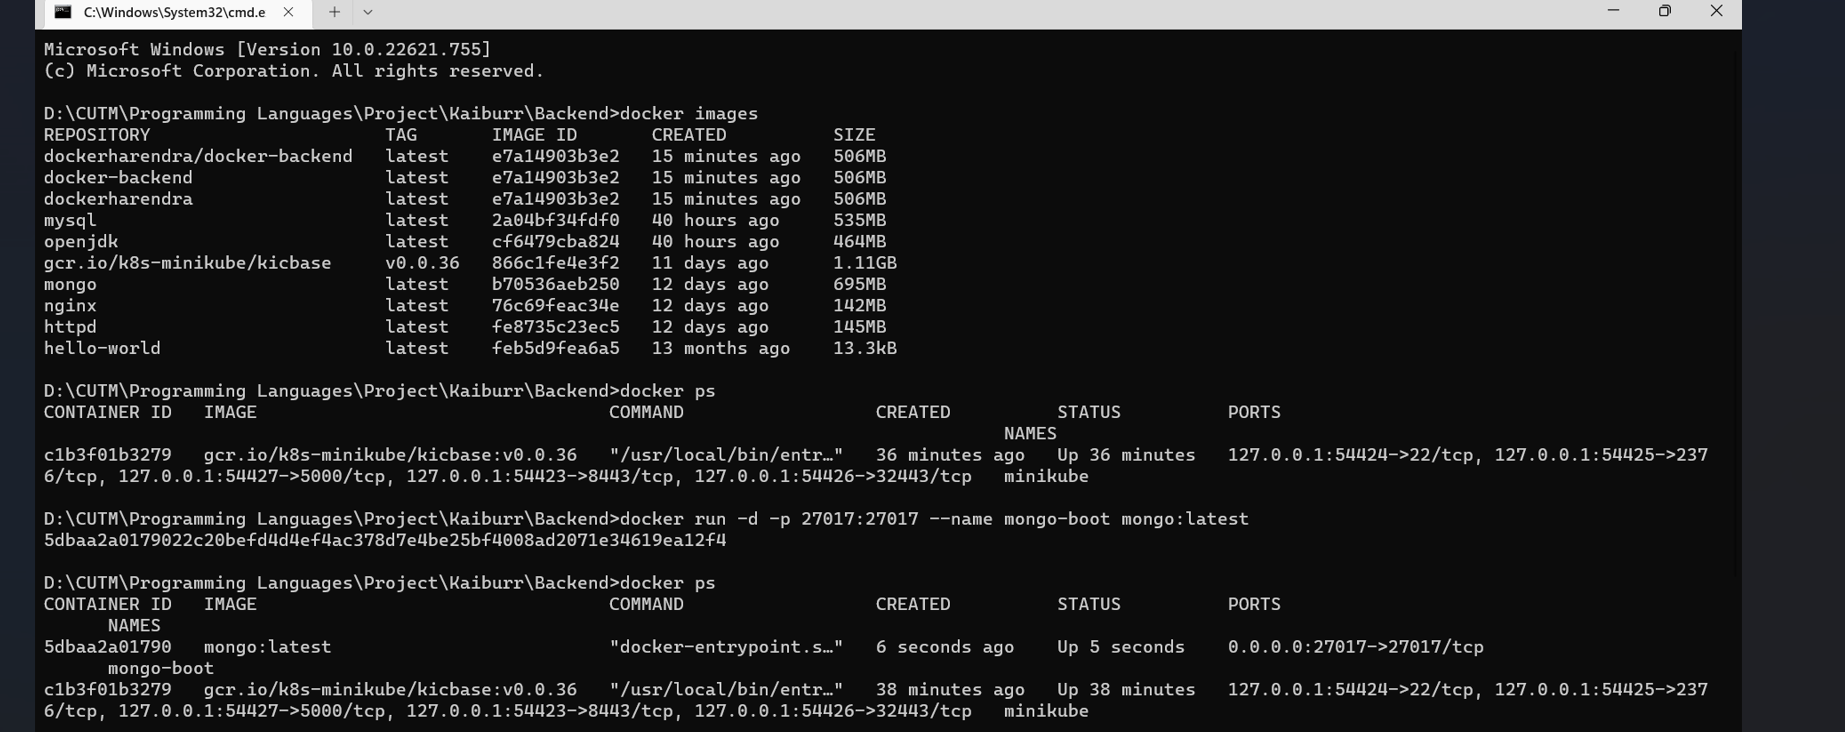 C:\Windows\System32\cmd.e
Microsoft Windows [Version 10.0.22621.755]
(c) Microsoft Corporation. All rights reserved.
D:\CUTM\Programming Languages\Project\Kaiburr\Backend>docker images
REPOSITORY TAG IMAGE ID CREATED SIZE
dockerharendra/docker-backend latest e7a14903b3e2 15 minutes ago 506MB
docker-backend latest e7a14903b3e2 15 minutes ago 506MB
dockerharendra latest e7a14903b3e2 15 minutes ago 506MB
mysql latest 2a04bf34fdf0 40 hours ago 535MB
openjdk latest cf6479cba824 40 hours ago 464MB
gcr.io/k8s-minikube/kicbase v0.0.36 866c1fe4e3f2 11 days ago 1.11GB
mongo latest b70536aeb250 12 days ago 695MB
nginx latest 76c69feac34e 12 days ago 142MB
httpd latest fe8735c23ec5 12 days ago 145MB
hello-world latest feb5d9fea6a5 13 months ago 13.3kB
D:\CUTM\Programming Languages\Project\Kaiburr\Backend>docker ps
CONTAINER ID IMAGE COMMAND CREATED STATUS PORTS
NAMES
c1b3f01b3279 gcr.io/k8s-minikube/kicbase:v0.0.36 "/usr/local/bin/entr…" 36 minutes ago Up 36 minutes 127.0.0.1:54424->22/tcp, 127.0.0.1:54425->237
6/tcp, 127.0.0.1:54427->5000/tcp, 127.0.0.1:54423->8443/tcp, 127.0.0.1:54426->32443/tcp minikube
D:\CUTM\Programming Languages\Project\Kaiburr\Backend>docker run -d -p 27017:27017 --name mongo-boot mongo:latest
5dbaa2a0179022c20befd4d4ef4ac378d7e4be25bf4008ad2071e34619ea12f4
D:\CUTM\Programming Languages\Project\Kaiburr\Backend>docker ps
CONTAINER ID IMAGE COMMAND CREATED STATUS PORTS
NAMES
5dbaa2a01790 mongo:latest "docker-entrypoint.s…" 6 seconds ago Up 5 seconds 0.0.0.0:27017->27017/tcp
mongo-boot
c1b3f01b3279 gcr.io/k8s-minikube/kicbase:v0.0.36 "/usr/local/bin/entr…" 38 minutes ago Up 38 minutes 127.0.0.1:54424->22/tcp, 127.0.0.1:54425->237
6/tcp, 127.0.0.1:54427->5000/tcp, 127.0.0.1:54423->8443/tcp, 127.0.0.1:54426->32443/tcp minikube